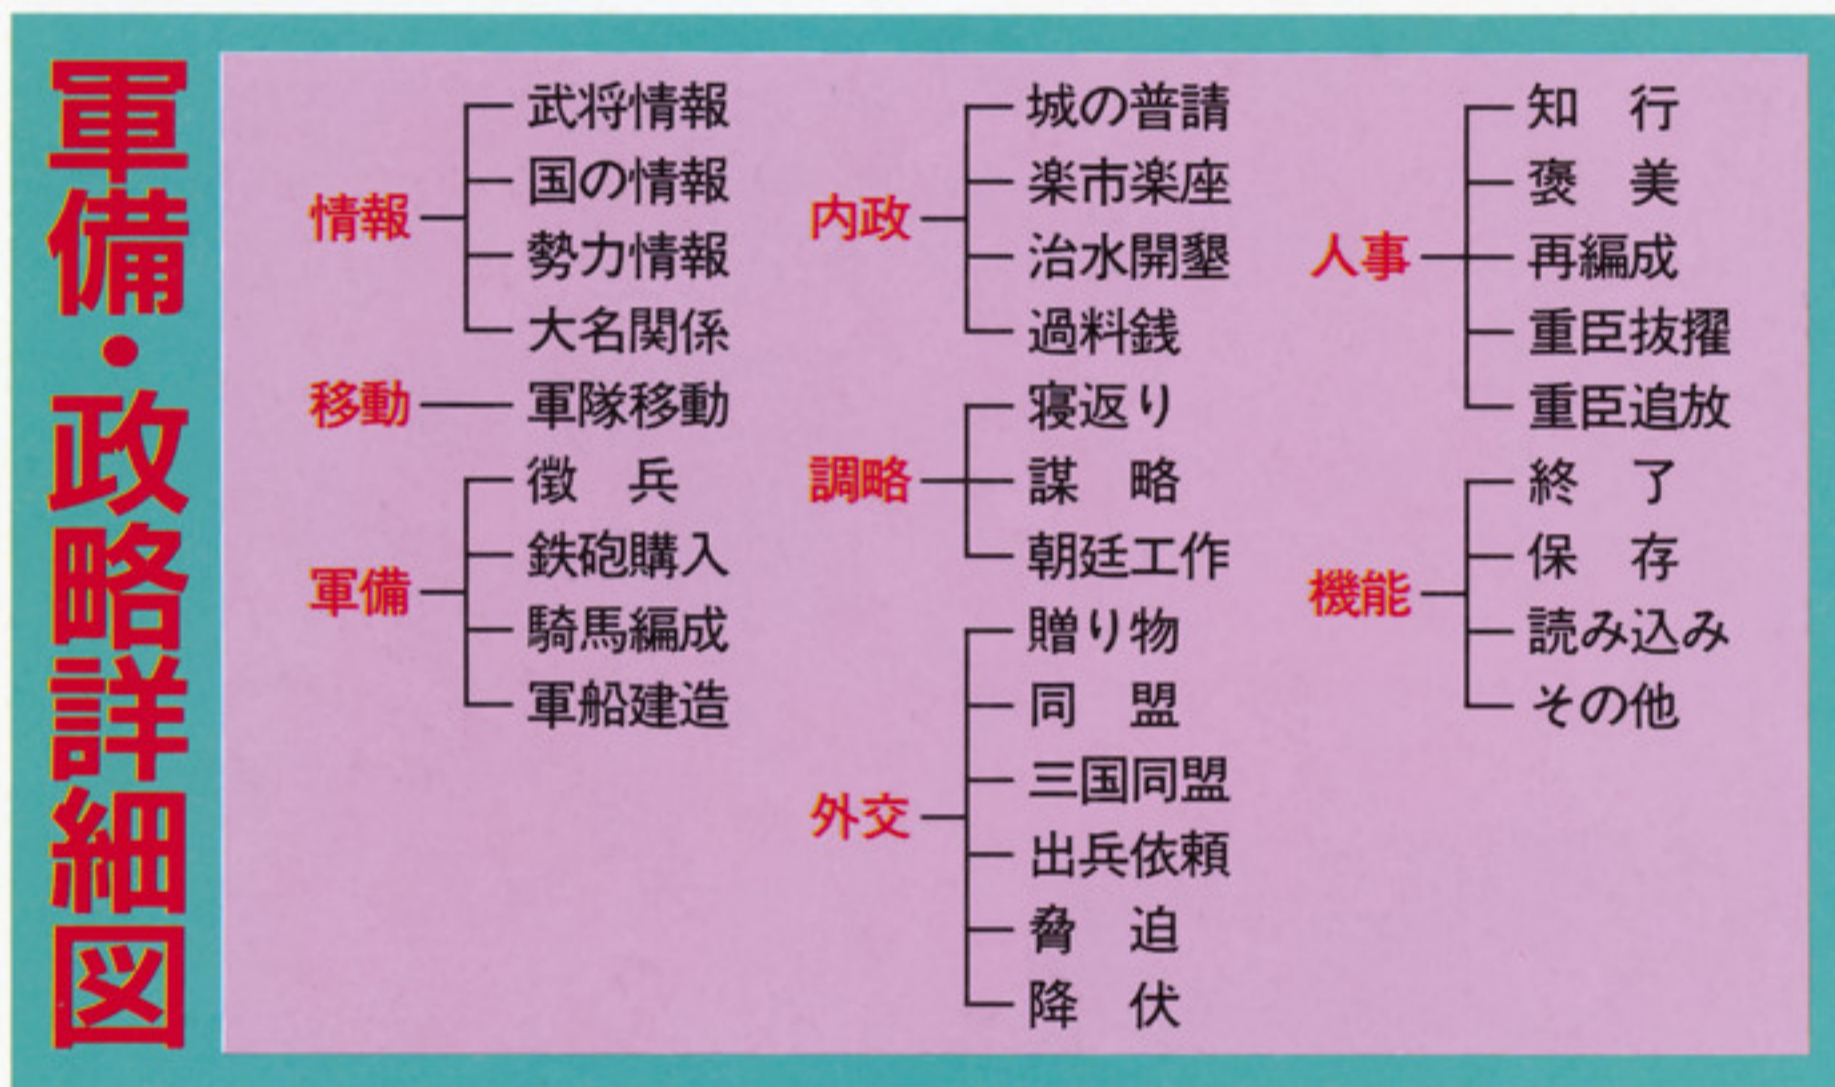 軍備・政略詳細図
情報
武将情報
国の情報
勢力情報
大名関係
移動
軍隊移動
軍備
徴　兵
鉄砲購入
騎馬編成
軍船建造
内政
城の普請
楽市楽座
治水開墾
過料銭
調略
寝返り
謀　略
朝廷工作
外交
贈り物
同　盟
三国同盟
出兵依頼
脅　迫
降　伏
人事
知　行
褒　美
再編成
重臣抜擢
重臣追放
機能
終　了
保　存
読み込み
その他